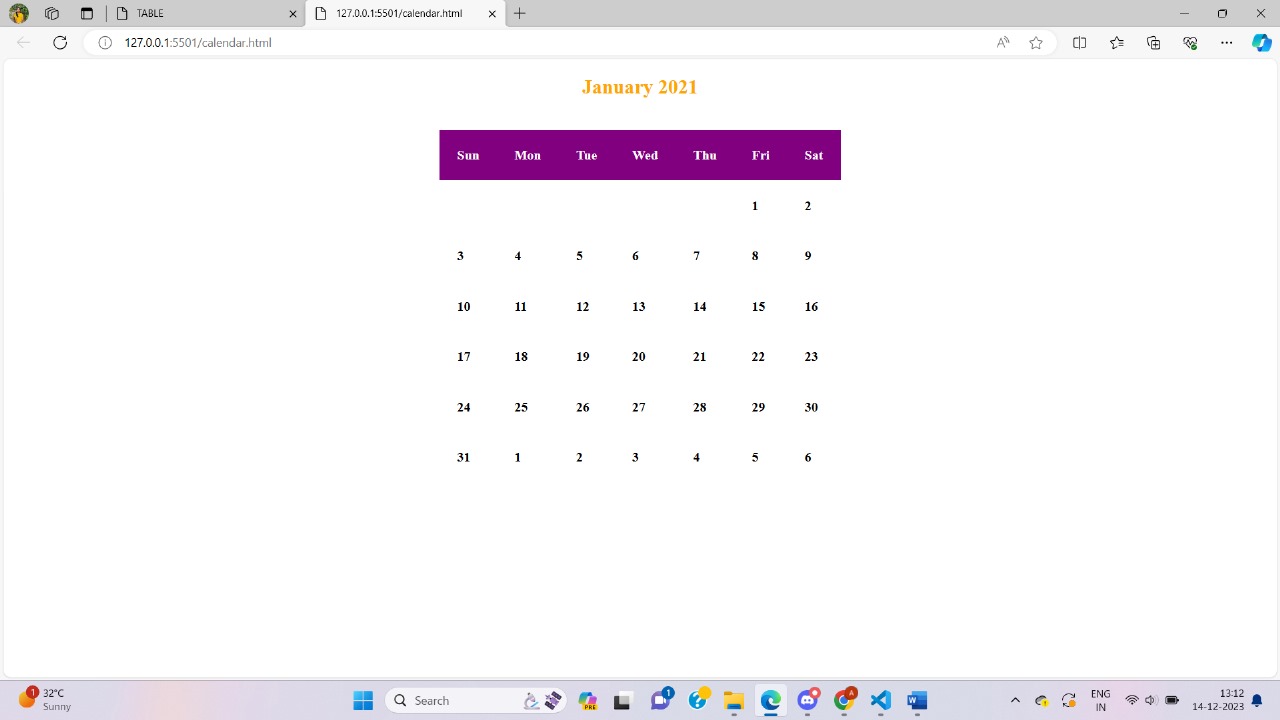 TABLE
127.0.0.1:5501/calendar.html
127.0.0.1:5501/calendar.html
January 2021
Sun Mon Tue Wed Thu Fri Sat
1 2
3 4 5 6 7 8 9
10 11 12 13 14 15 16
17 18 19 20 21 22 23
24 25 26 27 28 29 30
31 1 2 3 4 5 6
1 32°C
Sunny
Search
PRE
1
A
W
ENG
IN
13:12
14-12-2023